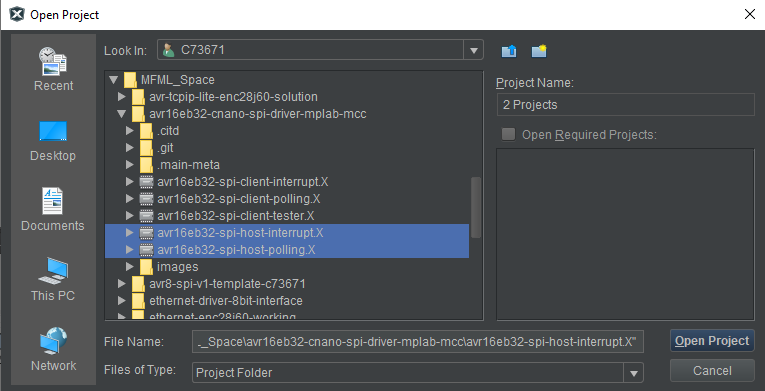 Open Project
Look In: C73671
Recent
Desktop
Documents
This PC
Network
MFML_Space
avr-tcpip-lite-enc28j60-solution
avr16eb32-cnano-spi-driver-mplab-mcc
.citd
.git
.main-meta
avr16eb32-spi-client-interrupt.X
avr16eb32-spi-client-polling.X
avr16eb32-spi-client-tester.X
avr16eb32-spi-host-interrupt.X
avr16eb32-spi-host-polling.X
images
avr8-spi-v1-template-c73671
ethernet-driver-8bit-interface
ethernet-enc28j60-working
Project Name:
2 Projects
Open Required Projects:
File Name: ._Space\avr16eb32-cnano-spi-driver-mplab-mcc\avr16eb32-spi-host-interrupt.X"
Files of Type: Project Folder
Open Project
Cancel